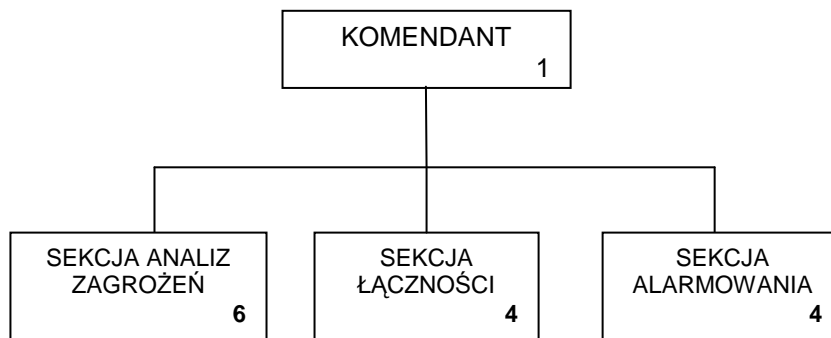 KOMENDANT
1
SEKCJA ANALIZ
ZAGROŻEŃ
6
SEKCJA
ŁĄCZNOŚCI
4
SEKCJA
ALARMOWANIA
4